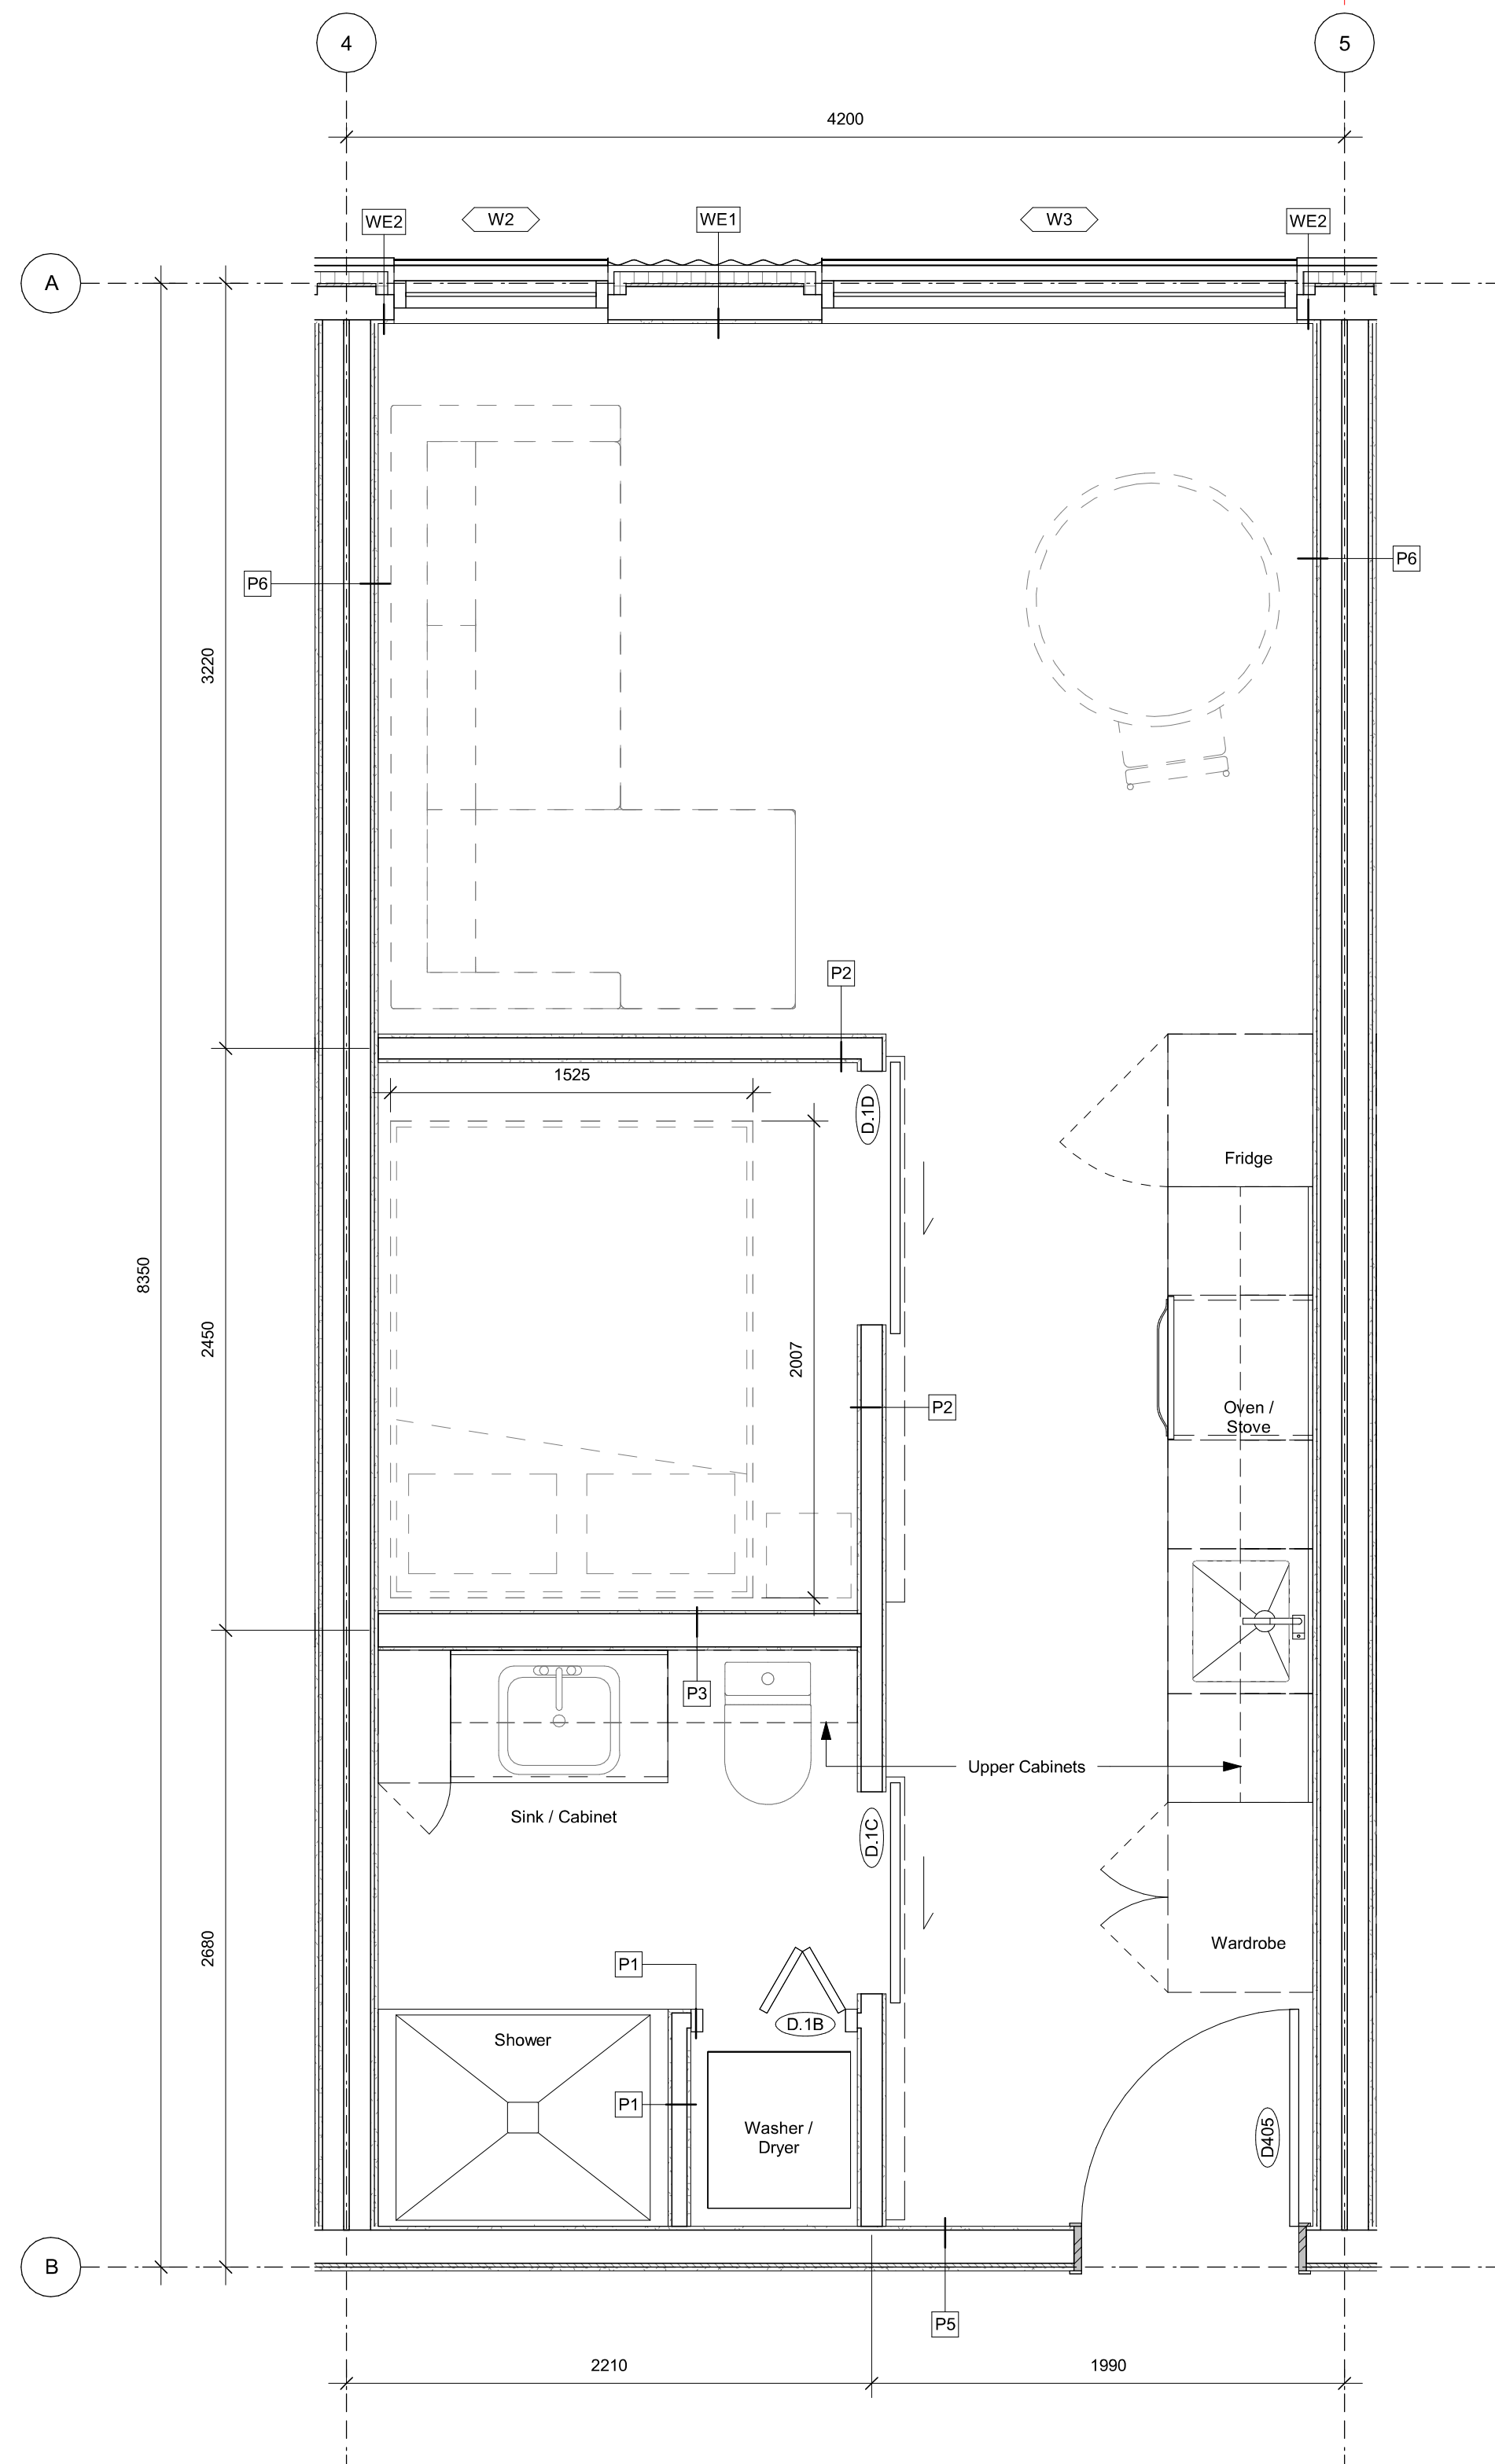 4
5
4200
WE2
W2
WE1
W3
WE2
A
P6
P6
3220
P2
1525
D.1D
Fridge
8350
2450
2007
P2
Oven /
Stove
P3
Upper Cabinets
Sink / Cabinet
D.1C
2680
Wardrobe
P1
D.1B
Shower
P1
Washer /
Dryer
D405
B
P5
2210
1990